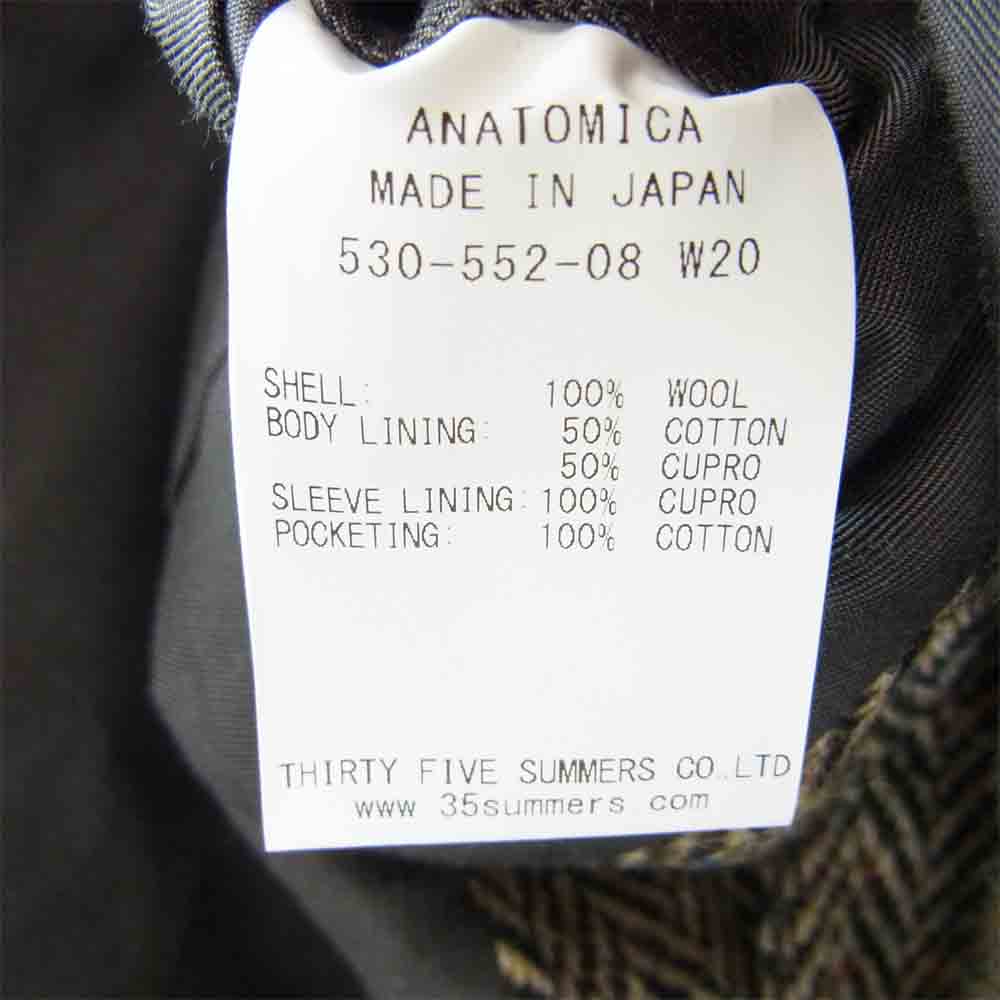 ANATOMICA
MADE IN JAPAN
530-552-08 W20
SHELL: 100% WOOL
BODY LINING: 50% COTTON
50% CUPRO
SLEEVE LINING: 100% CUPRO
POCKETING: 100% COTTON
THIRTY FIVE SUMMERS CO.,LTD
www 35summers com